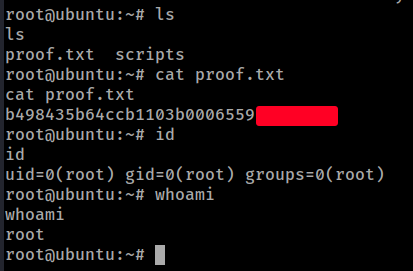 root@ubuntu:~# ls
ls
proof.txt  scripts
root@ubuntu:~# cat proof.txt
cat proof.txt
b498435b64ccb1103b0006559
root@ubuntu:~# id
id
uid=0(root) gid=0(root) groups=0(root)
root@ubuntu:~# whoami
whoami
root
root@ubuntu:~#